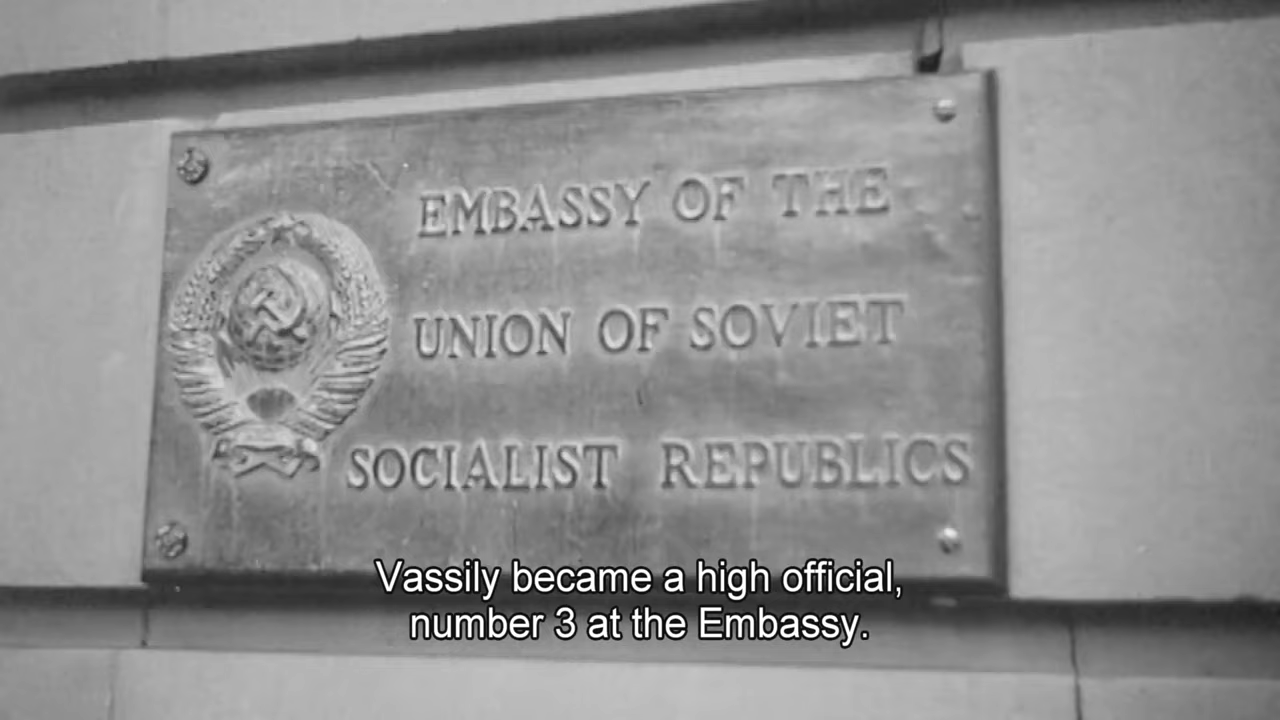 EMBASSY OF THE
UNION OF SOVIET
SOCIALIST REPUBLICS
Vassily became a high official,
number 3 at the Embassy.